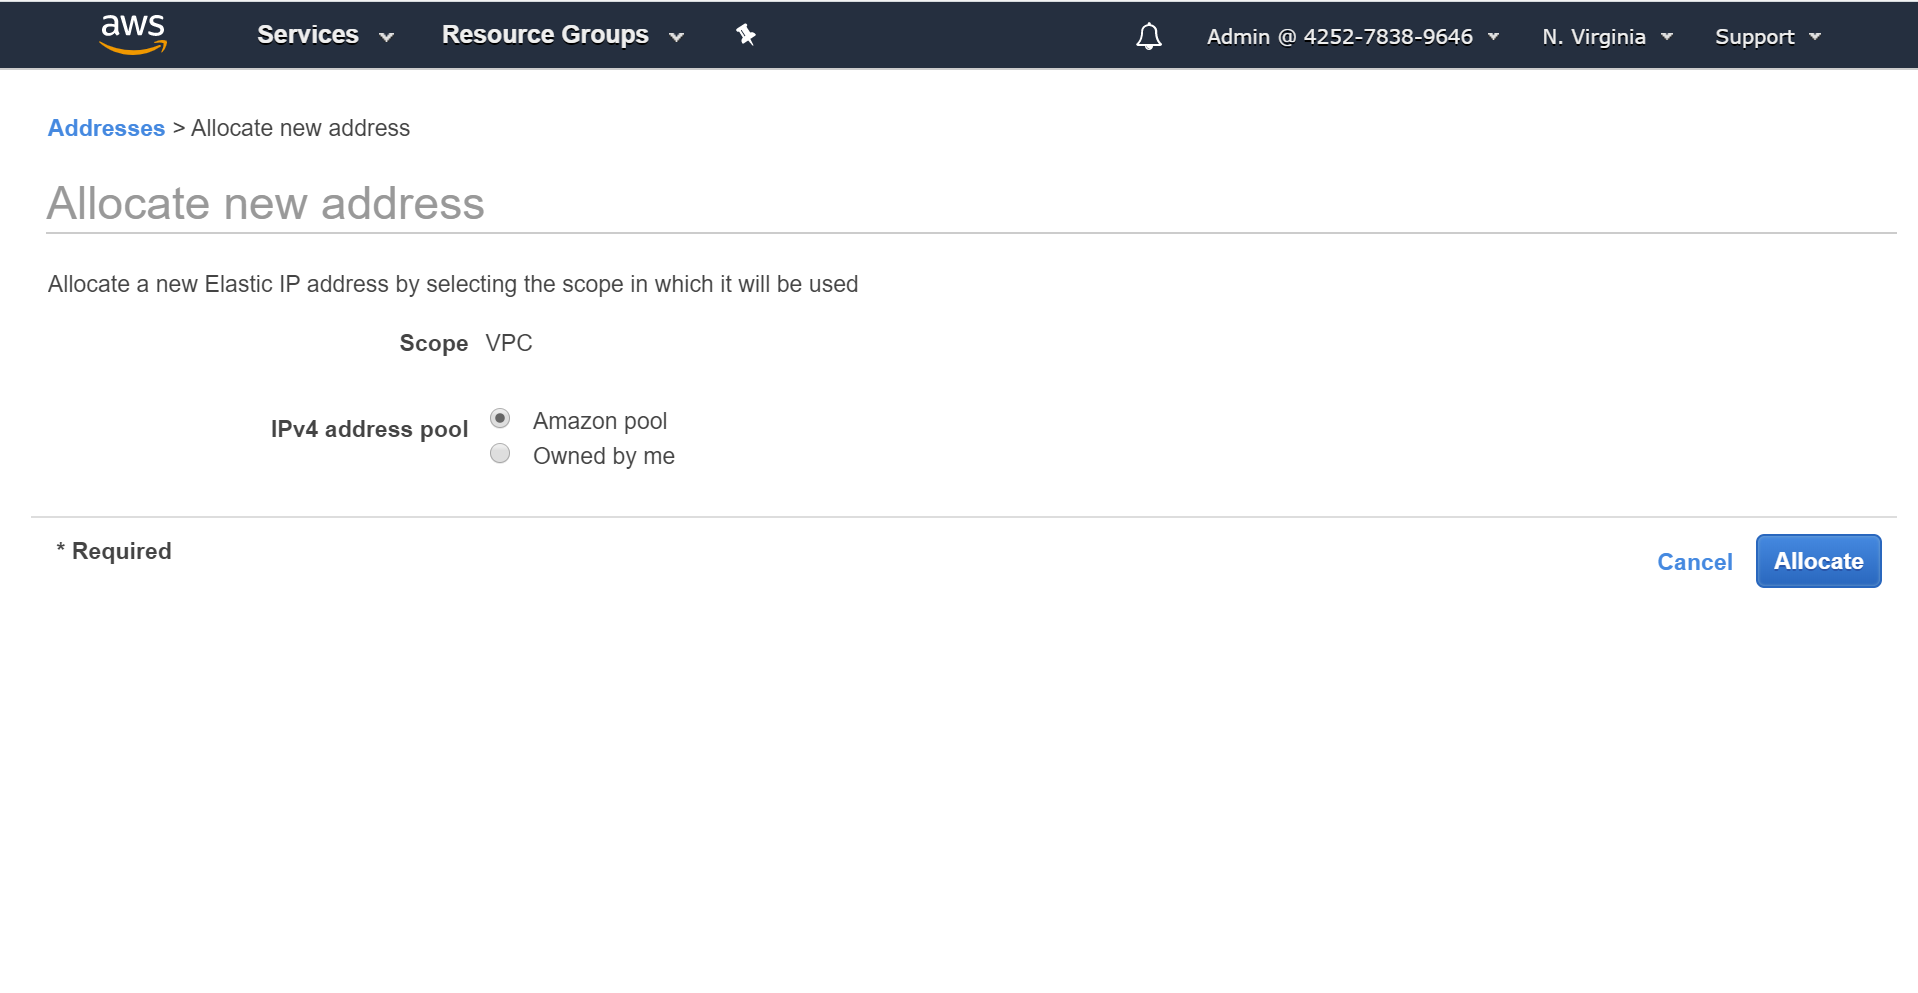 aws Services Resource Groups Admin @ 4252-7838-9646 N. Virginia Support
Addresses > Allocate new address
Allocate new address
Allocate a new Elastic IP address by selecting the scope in which it will be used
Scope VPC
IPv4 address pool
Amazon pool
Owned by me
* Required
Cancel Allocate